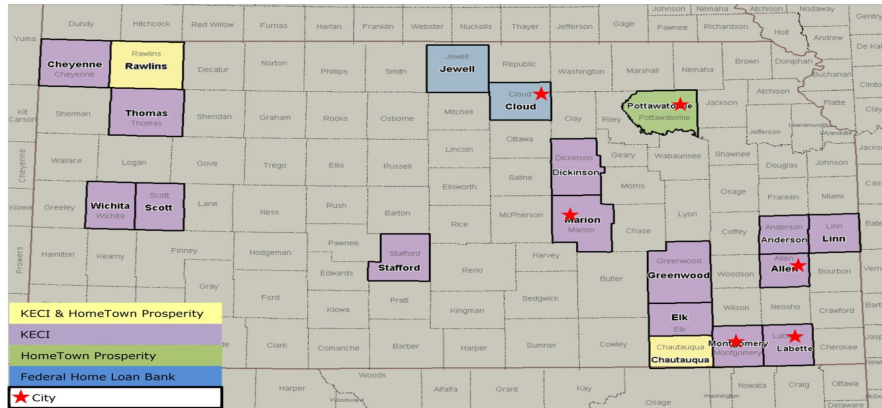 Johnson Nemaha Atchison Nodaway
Dundy Hitchcock Red Willow Furnas Harlan Franklin Webster Nuckolls Thayer Jefferson Gage Pawnee Richardson Holt Gentry
Yuma Andrew
De Kalb
Cheyenne Rawlins Decatur Norton Phillips Smith Jewell Republic Washington Marshall Nemaha Brown Doniphan Buchanan
Cheyenne Rawlins Jewell
Clinton
Cloud Atchison
Kit Carson Sherman Thomas Sheridan Graham Rooks Osborne Mitchell Cloud Clay Riley Pottawatomie Jackson Platte
Thomas Pottawatomie
Ottawa Jefferson Leavenworth Wyandotte Clay
Cheyenne Wallace Logan Gove Trego Ellis Russell Lincoln Dickinson Geary Wabaunsee Shawnee Douglas Johnson
Saline Dickinson
Ellsworth Morris Osage
Kiowa Greeley Wichita Scott Lane Ness Rush Barton Rice McPherson Marion Chase Lyon Franklin Miami
Wichita Scott Marion
Coffey Anderson Linn
Anderson Linn
Prowers Hamilton Kearny Finney Hodgeman Pawnee Stafford Reno Harvey Butler Greenwood Woodson Allen Bourbon
Edwards Stafford Greenwood Allen
Gray Ford Kiowa Pratt Kingman Sedgwick Elk Wilson Neosho Crawford
Elk
Clark Comanche Barber Harper Sumner Cowley Chautauqua Montgomery Labette Cherokee
Chautauqua Montgomery Labette
Harper Woods Woodward Alfalfa Grant Kay Osage Washington Nowata Craig Ottawa
Delaware
KECI & HomeTown Prosperity
KECI
HomeTown Prosperity
Federal Home Loan Bank
City